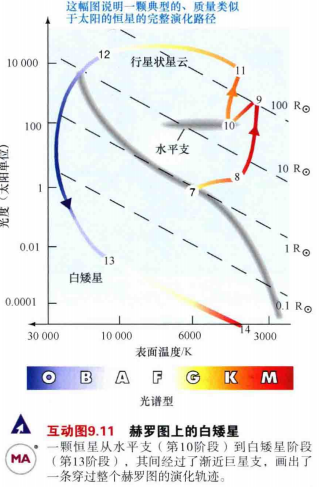 这幅图说明一颗典型的、质量类似
于太阳的恒星的完整演化路径
12
行星状星云
11
10 000
9
100 R⊙
10
100
水平支
10 R⊙
8
7
1
1 R⊙
0.01
13
白矮星
0.1 R⊙
0.0001
14
光度（太阳单位）
30 000 10 000 6000 3000
表面温度/K
O B A F G K M
光谱型
互动图9.11 赫罗图上的白矮星
MA
一颗恒星从水平支（第10阶段）到白矮星阶段
（第13阶段），其间经过了渐近巨星支，画出了
一条穿过整个赫罗图的演化轨迹。